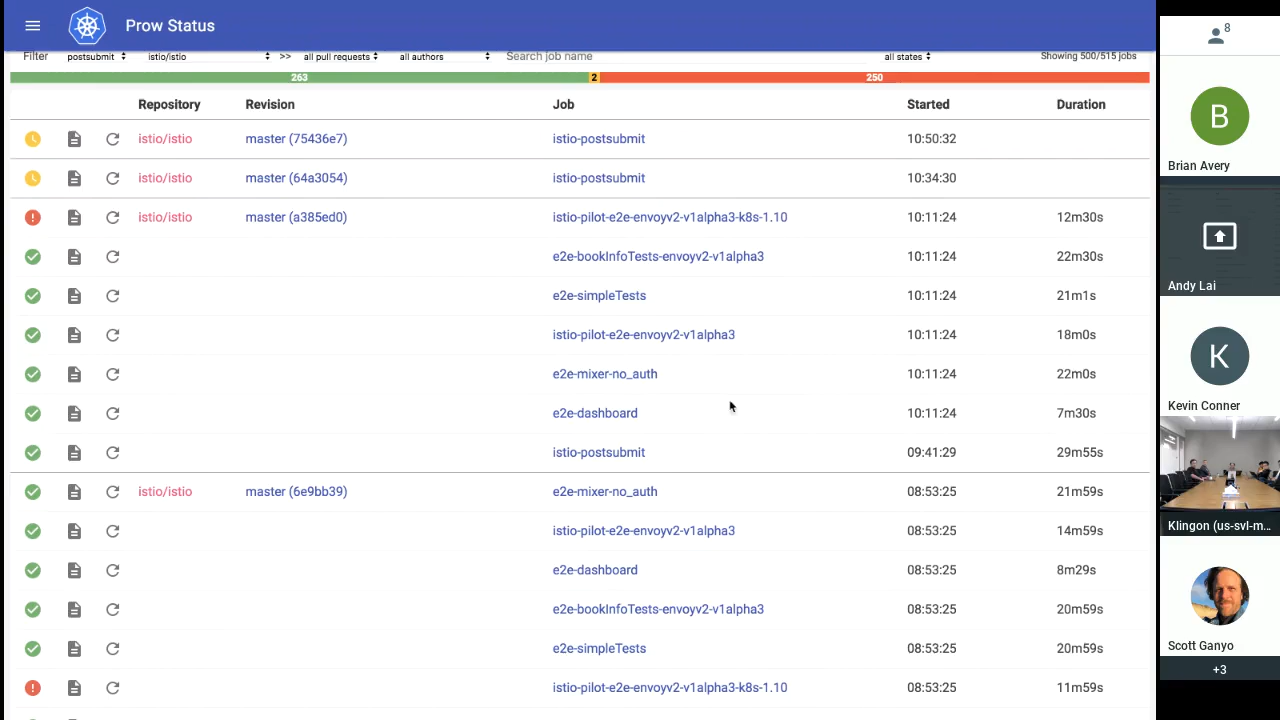 Prow Status
Filter postsubmit istio/istio >> all pull requests all authors Search job name all states Showing 500/515 jobs
263 2 250
Repository Revision Job Started Duration
istio/istio master (75436e7) istio-postsubmit 10:50:32
istio/istio master (64a3054) istio-postsubmit 10:34:30
istio/istio master (a385ed0) istio-pilot-e2e-envoyv2-v1alpha3-k8s-1.10 10:11:24 12m30s
e2e-bookInfoTests-envoyv2-v1alpha3 10:11:24 22m30s
e2e-simpleTests 10:11:24 21m1s
istio-pilot-e2e-envoyv2-v1alpha3 10:11:24 18m0s
e2e-mixer-no_auth 10:11:24 22m0s
e2e-dashboard 10:11:24 7m30s
istio-postsubmit 09:41:29 29m55s
istio/istio master (6e9bb39) e2e-mixer-no_auth 08:53:25 21m59s
istio-pilot-e2e-envoyv2-v1alpha3 08:53:25 14m59s
e2e-dashboard 08:53:25 8m29s
e2e-bookInfoTests-envoyv2-v1alpha3 08:53:25 20m59s
e2e-simpleTests 08:53:25 20m59s
istio-pilot-e2e-envoyv2-v1alpha3-k8s-1.10 08:53:25 11m59s
8
B
Brian Avery
Andy Lai
K
Kevin Conner
Klingon (us-svl-m...
Scott Ganyo
+3